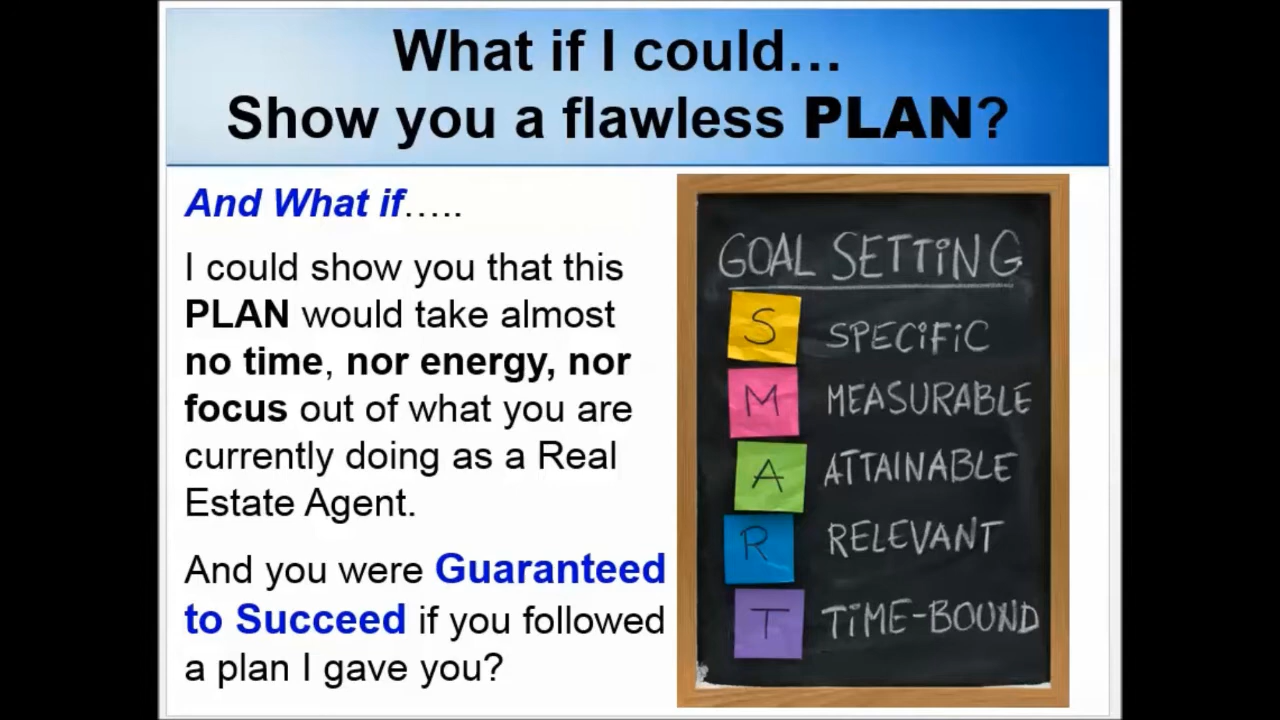 What if I could…
Show you a flawless PLAN?
And What if…..
I could show you that this
PLAN would take almost
no time, nor energy, nor
focus out of what you are
currently doing as a Real
Estate Agent.
And you were Guaranteed
to Succeed if you followed
a plan I gave you?
GOAL SETTiNG
S SPECiFiC
M MEASURABLE
A ATTAINABLE
R RELEVANT
T TiME-BOUND